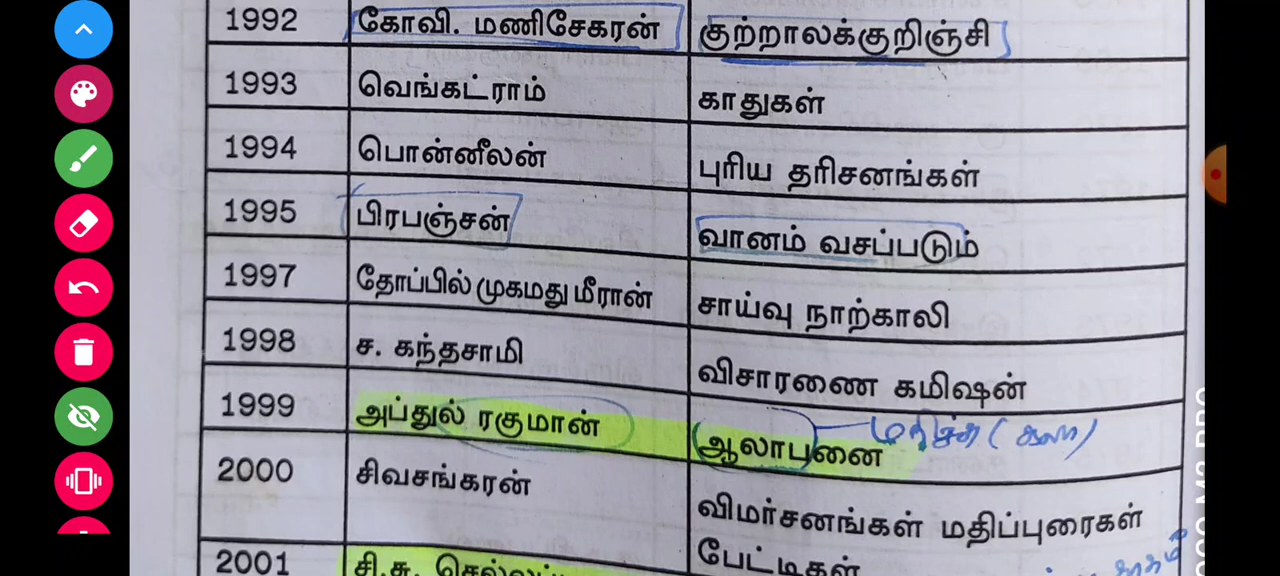 1992 கோவி. மணிசேகரன் குற்றாலக்குறிஞ்சி
1993 வெங்கட்ராம் காதுகள்
1994 பொன்னீலன் புரிய தரிசனங்கள்
1995 பிரபஞ்சன் வானம் வசப்படும்
1997 தோப்பில் முகமது மீரான் சாய்வு நாற்காலி
1998 ச. கந்தசாமி விசாரணை கமிஷன்
1999 அப்துல் ரகுமான் ஆலாபனை
2000 சிவசங்கரன் விமர்சனங்கள் மதிப்புரைகள்
பேட்டிகள்
2001 சி.சு.